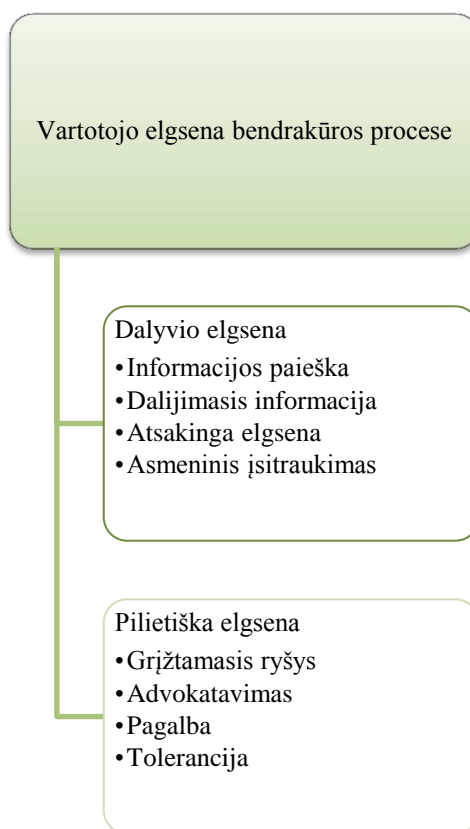 Vartotojo elgsena bendrakūros procese
Dalyvio elgsena
•Informacijos paieška
•Dalijimasis informacija
•Atsakinga elgsena
•Asmeninis įsitraukimas
Pilietiška elgsena
•Grįžtamasis ryšys
•Advokatavimas
•Pagalba
•Tolerancija